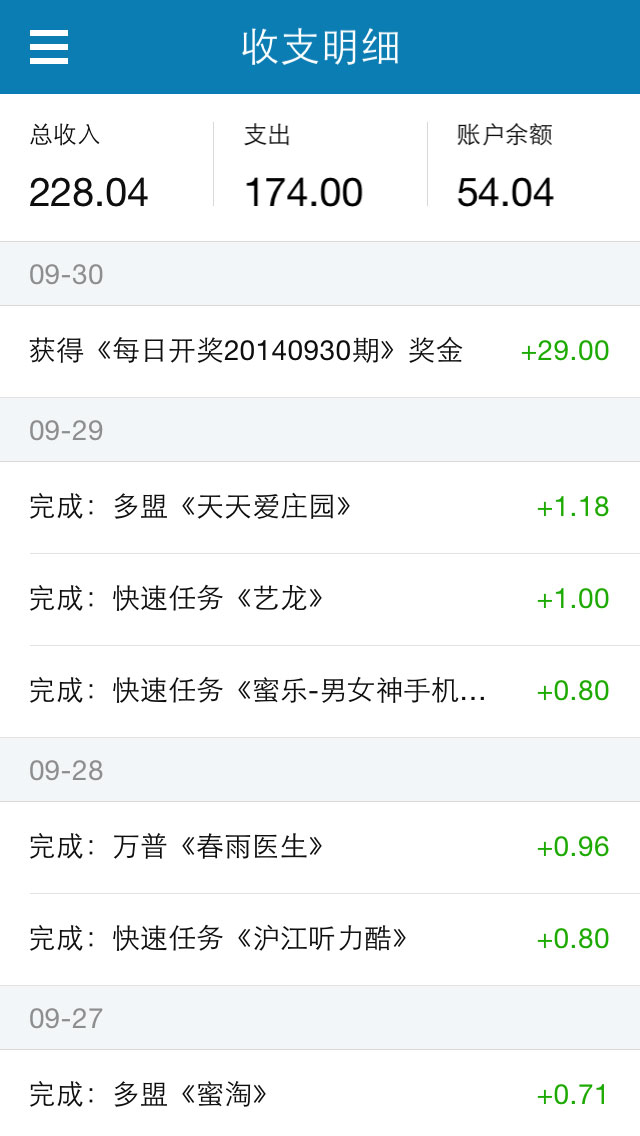 收支明细
总收入 支出 账户余额
228.04 174.00 54.04
09-30
获得《每日开奖20140930期》奖金 +29.00
09-29
完成：多盟《天天爱庄园》 +1.18
完成：快速任务《艺龙》 +1.00
完成：快速任务《蜜乐-男女神手机... +0.80
09-28
完成：万普《春雨医生》 +0.96
完成：快速任务《沪江听力酷》 +0.80
09-27
完成：多盟《蜜淘》 +0.71